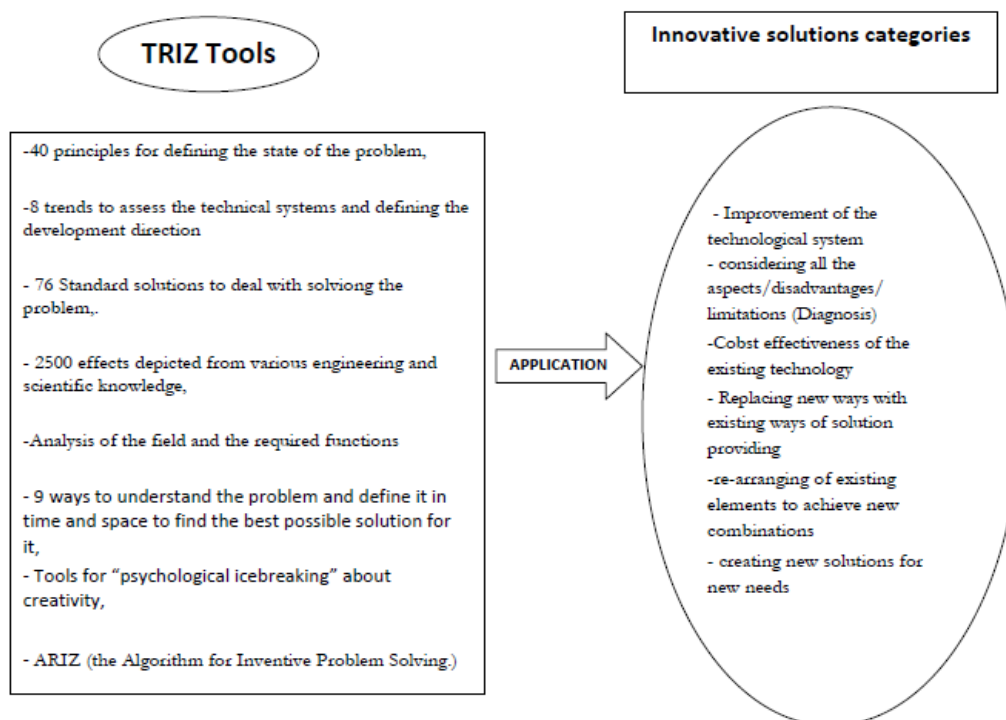 TRIZ Tools
-40 principles for defining the state of the problem,
-8 trends to assess the technical systems and defining the
development direction
- 76 Standard solutions to deal with solviong the
problem,.
- 2500 effects depicted from various engineering and
scientific knowledge,
-Analysis of the field and the required functions
- 9 ways to understand the problem and define it in
time and space to find the best possible solution for
it,
- Tools for “psychological icebreaking” about
creativity,
- ARIZ (the Algorithm for Inventive Problem Solving.)
APPLICATION
Innovative solutions categories
- Improvement of the
technological system
- considering all the
aspects/disadvantages/
limitations (Diagnosis)
-Cobst effectiveness of the
existing technology
- Replacing new ways with
existing ways of solution
providing
-re-arranging of existing
elements to achieve new
combinations
- creating new solutions for
new needs